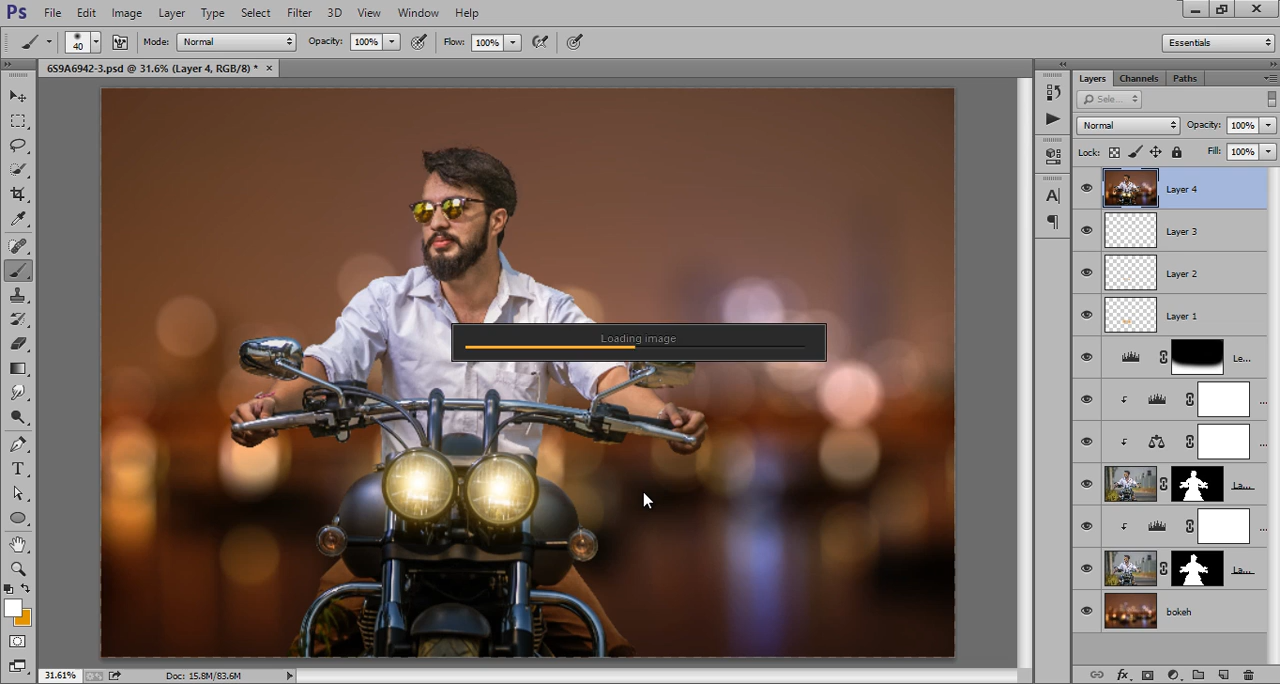 Ps File Edit Image Layer Type Select Filter 3D View Window Help
40 Mode: Normal Opacity: 100% Flow: 100% Essentials
6S9A6942-3.psd @ 31.6% (Layer 4, RGB/8) * ×
Layers Channels Paths
Sele...
Normal Opacity: 100%
Lock: Fill: 100%
Layer 4
Layer 3
Layer 2
Layer 1
Loading image
Le...
...
...
La...
...
La...
bokeh
A
T
fx
31.61% Doc: 15.8M/83.6M